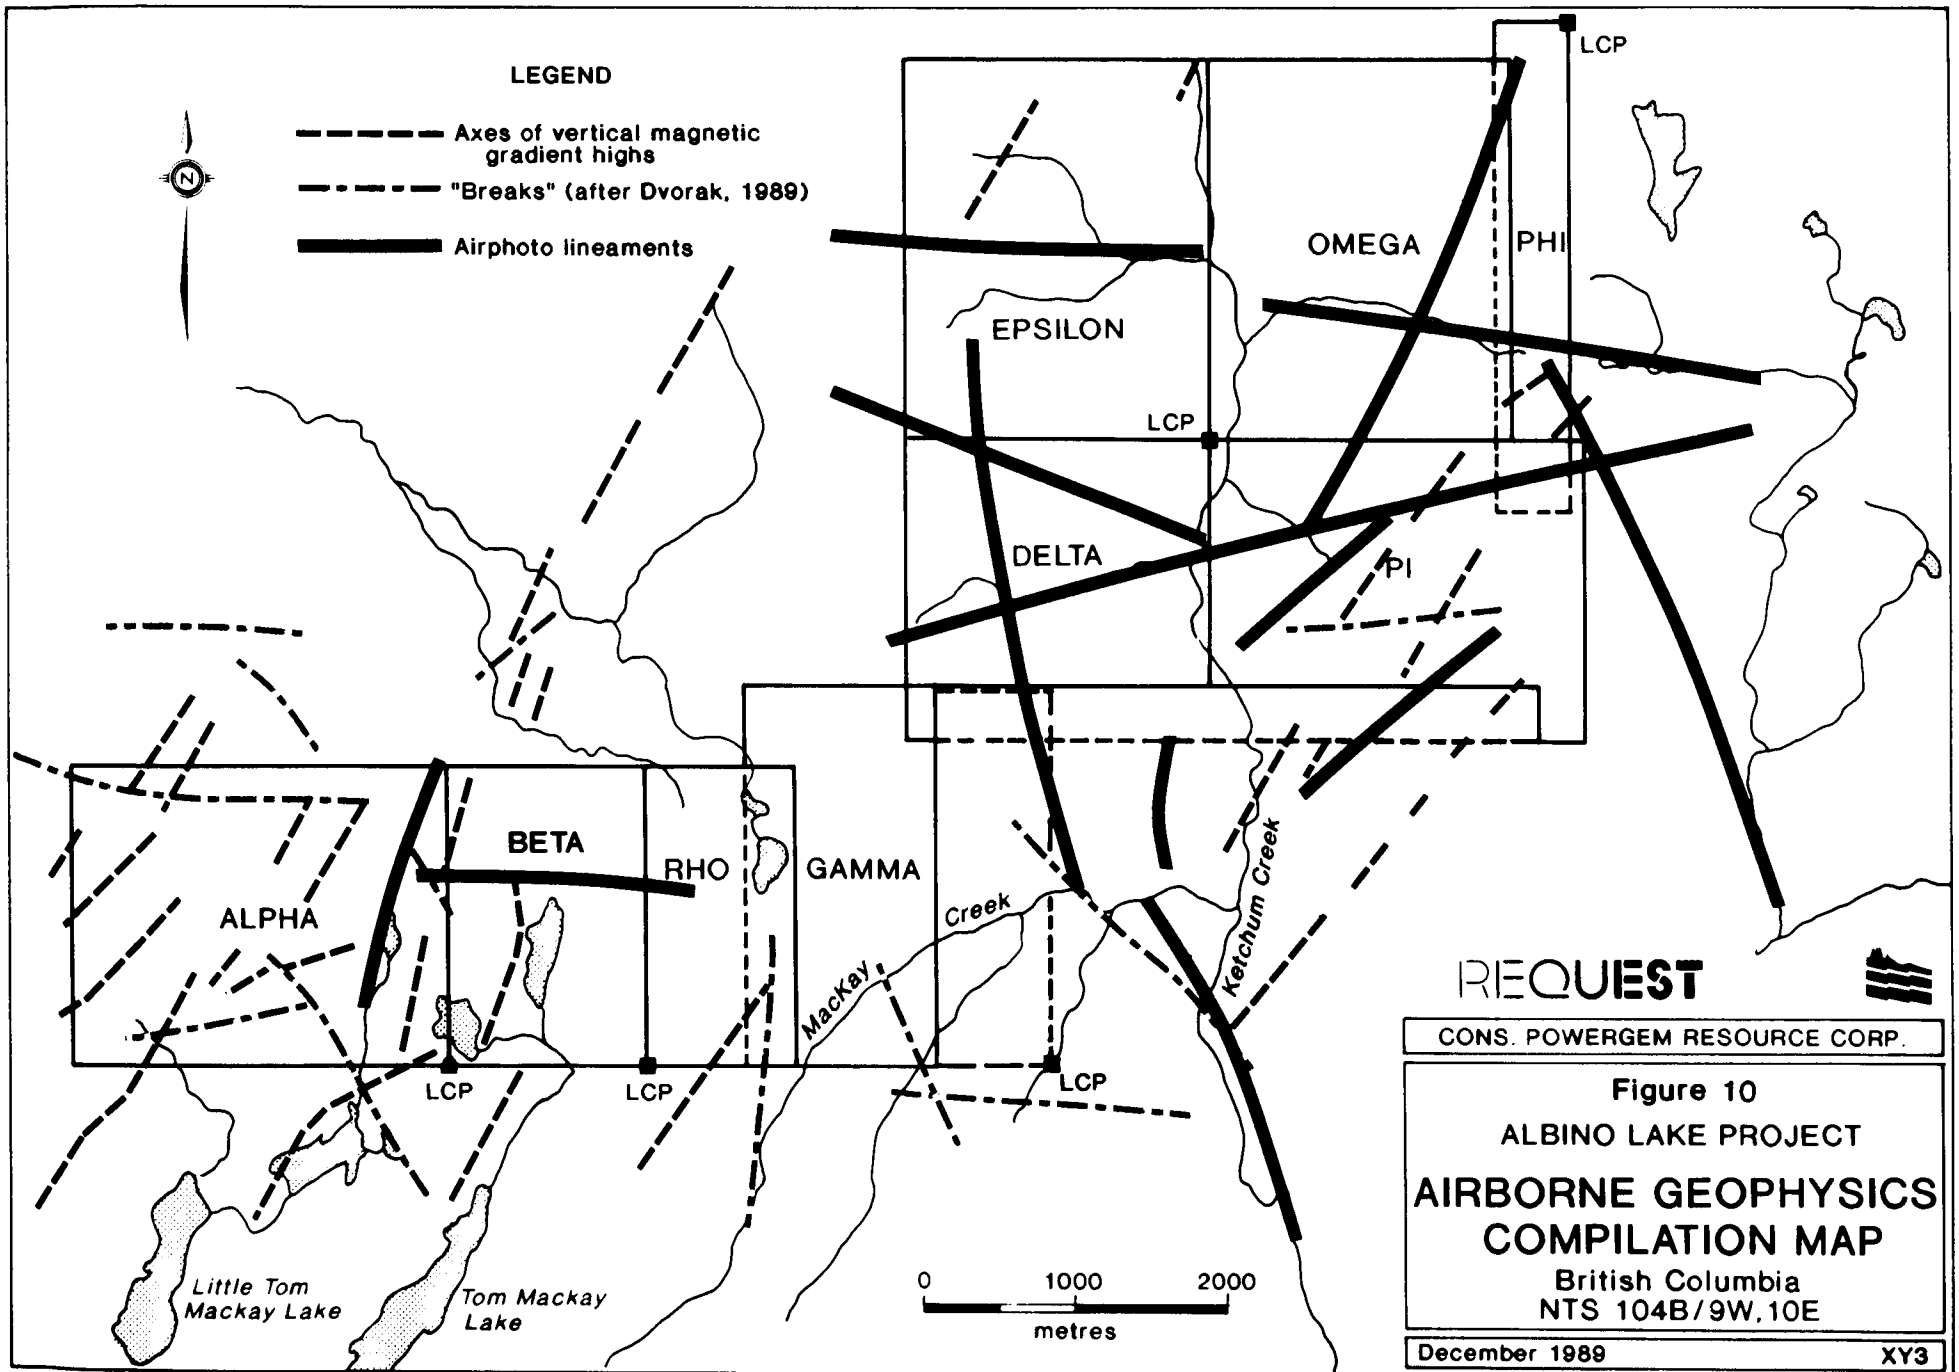 LEGEND
Axes of vertical magnetic
gradient highs
"Breaks" (after Dvorak, 1989)
Airphoto lineaments
N
LCP
OMEGA
PHI
EPSILON
LCP
DELTA
PI
BETA
RHO
GAMMA
ALPHA
MacKay
Creek
Ketchum Creek
LCP
LCP
LCP
Little Tom
Mackay Lake
Tom Mackay
Lake
0 1000 2000
metres
REQUEST
CONS. POWERGEM RESOURCE CORP.
Figure 10
ALBINO LAKE PROJECT
AIRBORNE GEOPHYSICS
COMPILATION MAP
British Columbia
NTS 104B/9W,10E
December 1989 XY3